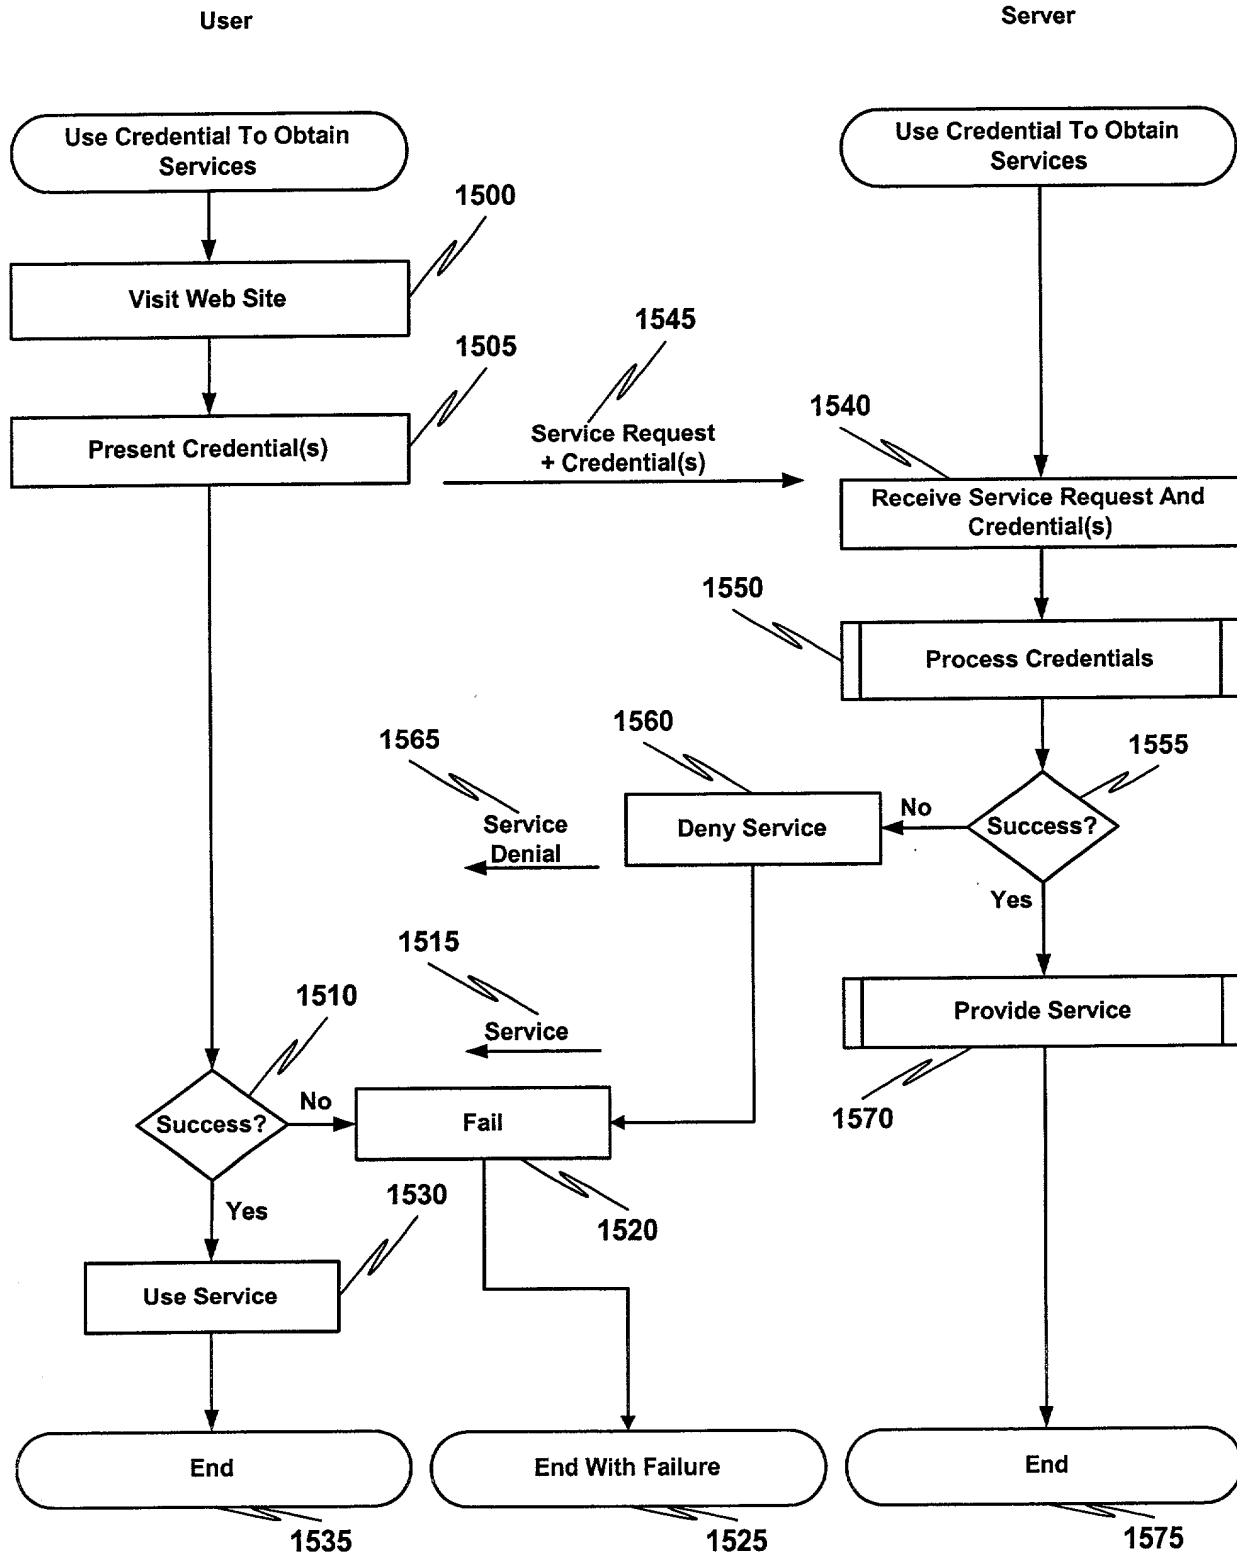 User
Server
Use Credential To Obtain
Services
Use Credential To Obtain
Services
1500
Visit Web Site
1545
1505
Present Credential(s)
Service Request
+ Credential(s)
1540
Receive Service Request And
Credential(s)
1550
Process Credentials
1565
1560
1555
Service
Denial
Deny Service
No
Success?
Yes
1515
1510
Service
Provide Service
1570
Success?
No
Fail
Yes
1530
1520
Use Service
End
End With Failure
End
1535
1525
1575